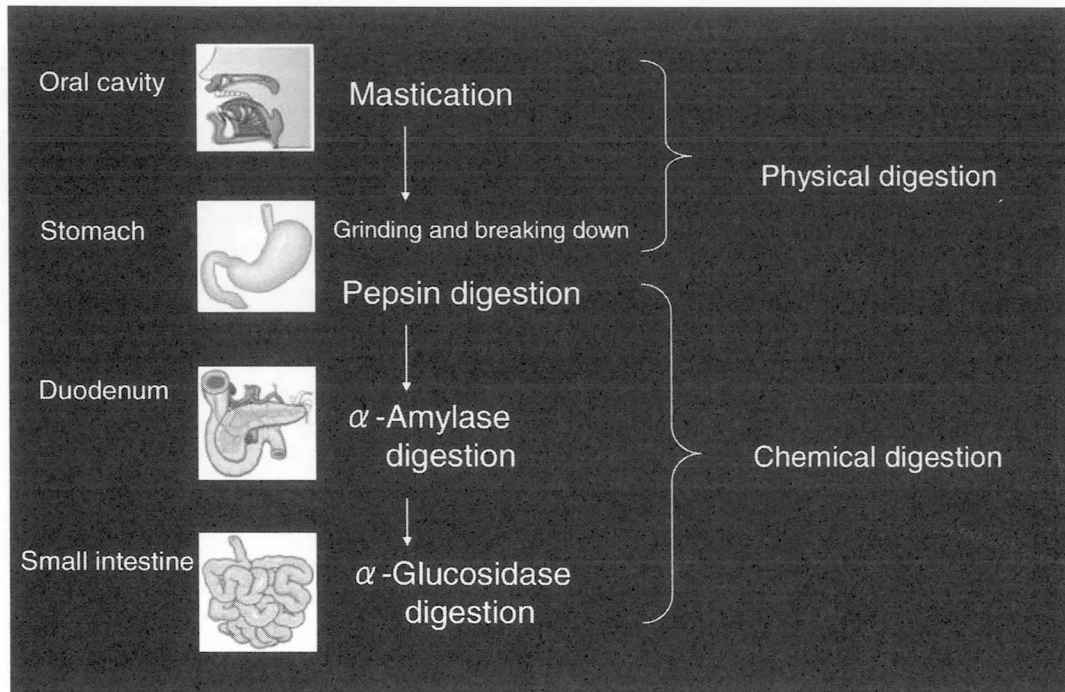 Oral cavity
Mastication
Physical digestion
Stomach
Grinding and breaking down
Pepsin digestion
Duodenum
α-Amylase
digestion
Chemical digestion
Small intestine
α-Glucosidase
digestion